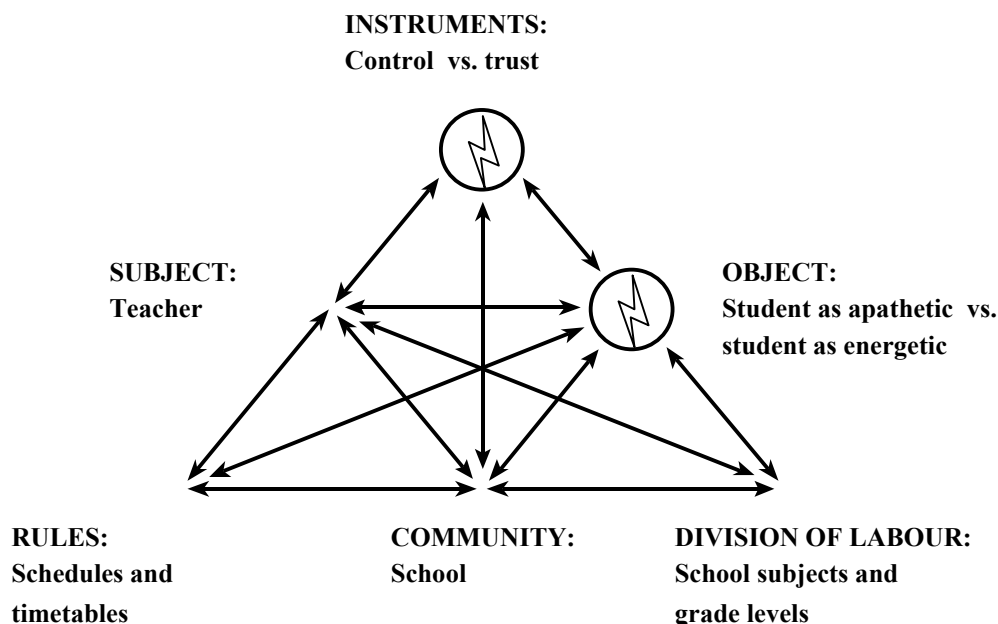 INSTRUMENTS:
Control vs. trust
SUBJECT:
Teacher
OBJECT:
Student as apathetic vs.
student as energetic
RULES:
Schedules and
timetables
COMMUNITY:
School
DIVISION OF LABOUR:
School subjects and
grade levels